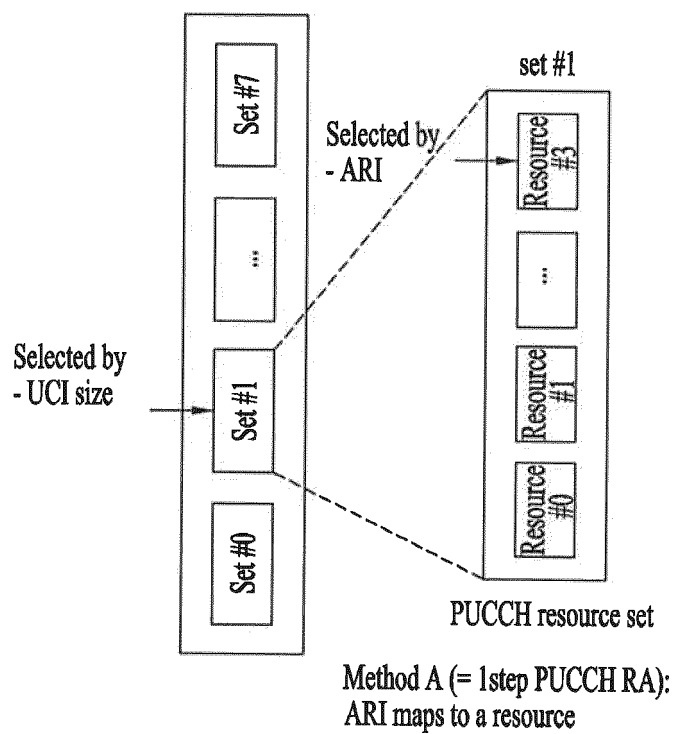 set #1
Set #7
Selected by
- ARI
Resource
#3
...
...
Selected by
- UCI size
Set #1
Resource
#1
Set #0
Resource
#0
PUCCH resource set
Method A (= 1step PUCCH RA):
ARI maps to a resource